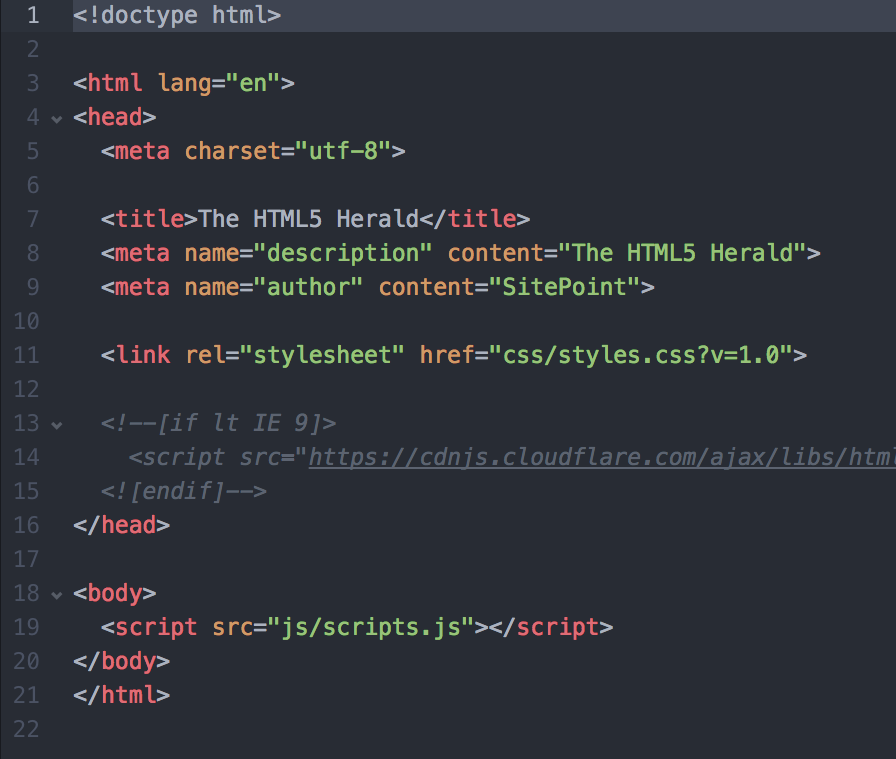 1 <!doctype html>
2
3 <html lang="en">
4 <head>
5   <meta charset="utf-8">
6
7   <title>The HTML5 Herald</title>
8   <meta name="description" content="The HTML5 Herald">
9   <meta name="author" content="SitePoint">
10
11   <link rel="stylesheet" href="css/styles.css?v=1.0">
12
13   <!--[if lt IE 9]>
14     <script src="https://cdnjs.cloudflare.com/ajax/libs/html
15   <![endif]-->
16 </head>
17
18 <body>
19   <script src="js/scripts.js"></script>
20 </body>
21 </html>
22